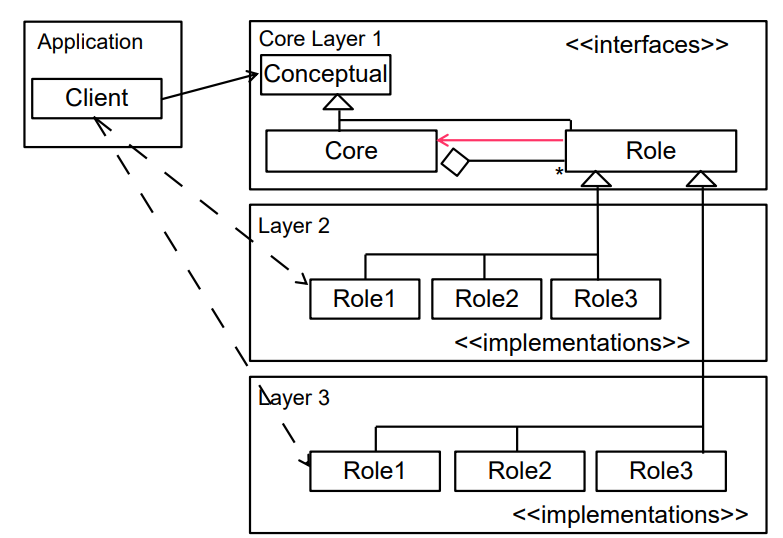 Application
Client
Core Layer 1
<<interfaces>>
Conceptual
Core
Role
*
Layer 2
Role1
Role2
Role3
<<implementations>>
Layer 3
Role1
Role2
Role3
<<implementations>>